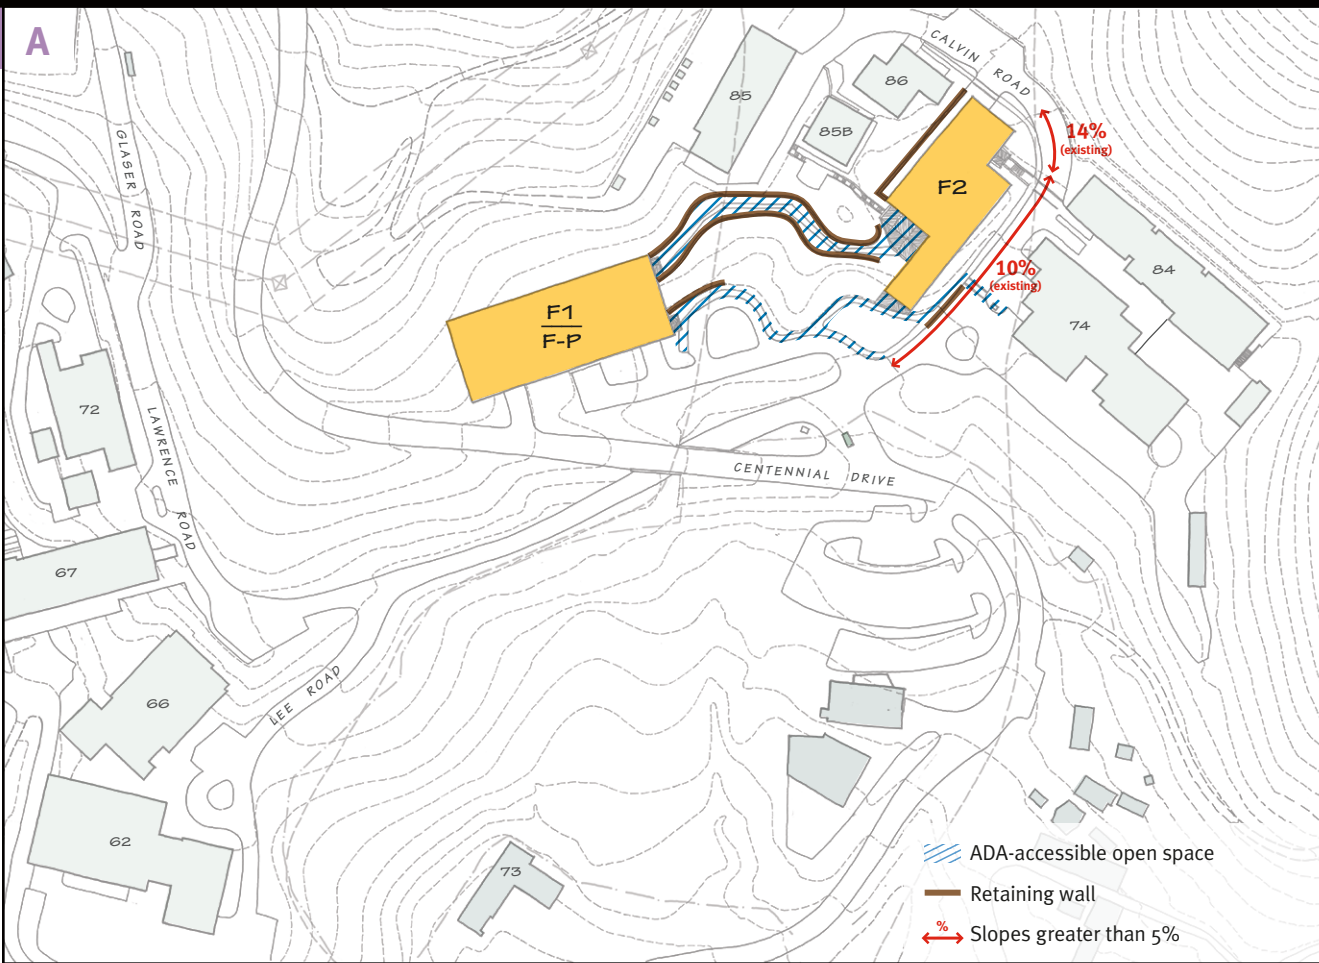 A
CALVIN ROAD
86
85
85B
14%
(existing)
F2
GLASER ROAD
10%
(existing)
84
74
F1
F-P
72
LAWRENCE ROAD
CENTENNIAL DRIVE
67
66
LEE ROAD
62
73
ADA-accessible open space
Retaining wall
%
Slopes greater than 5%